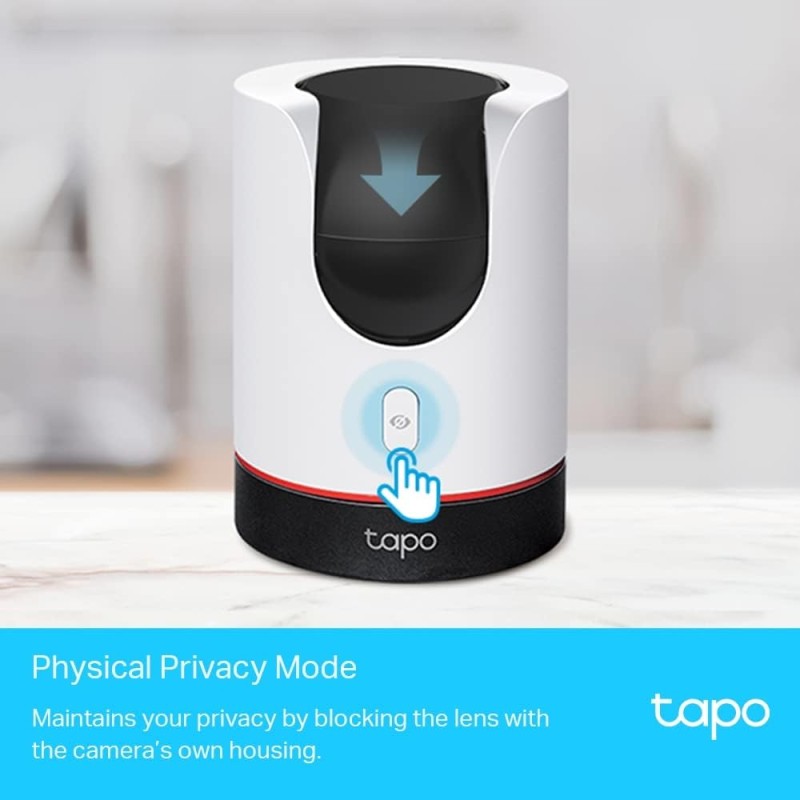 tapo
Physical Privacy Mode
Maintains your privacy by blocking the lens with
the camera's own housing.
tapo